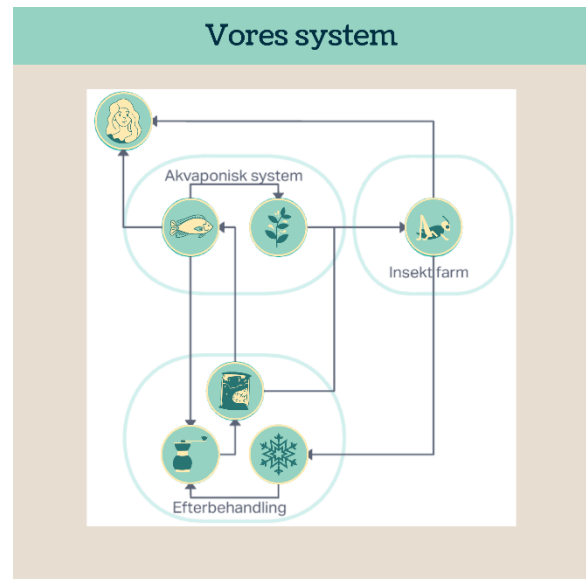 Vores system
Akvaponisk system
Insekt farm
Efterbehandling